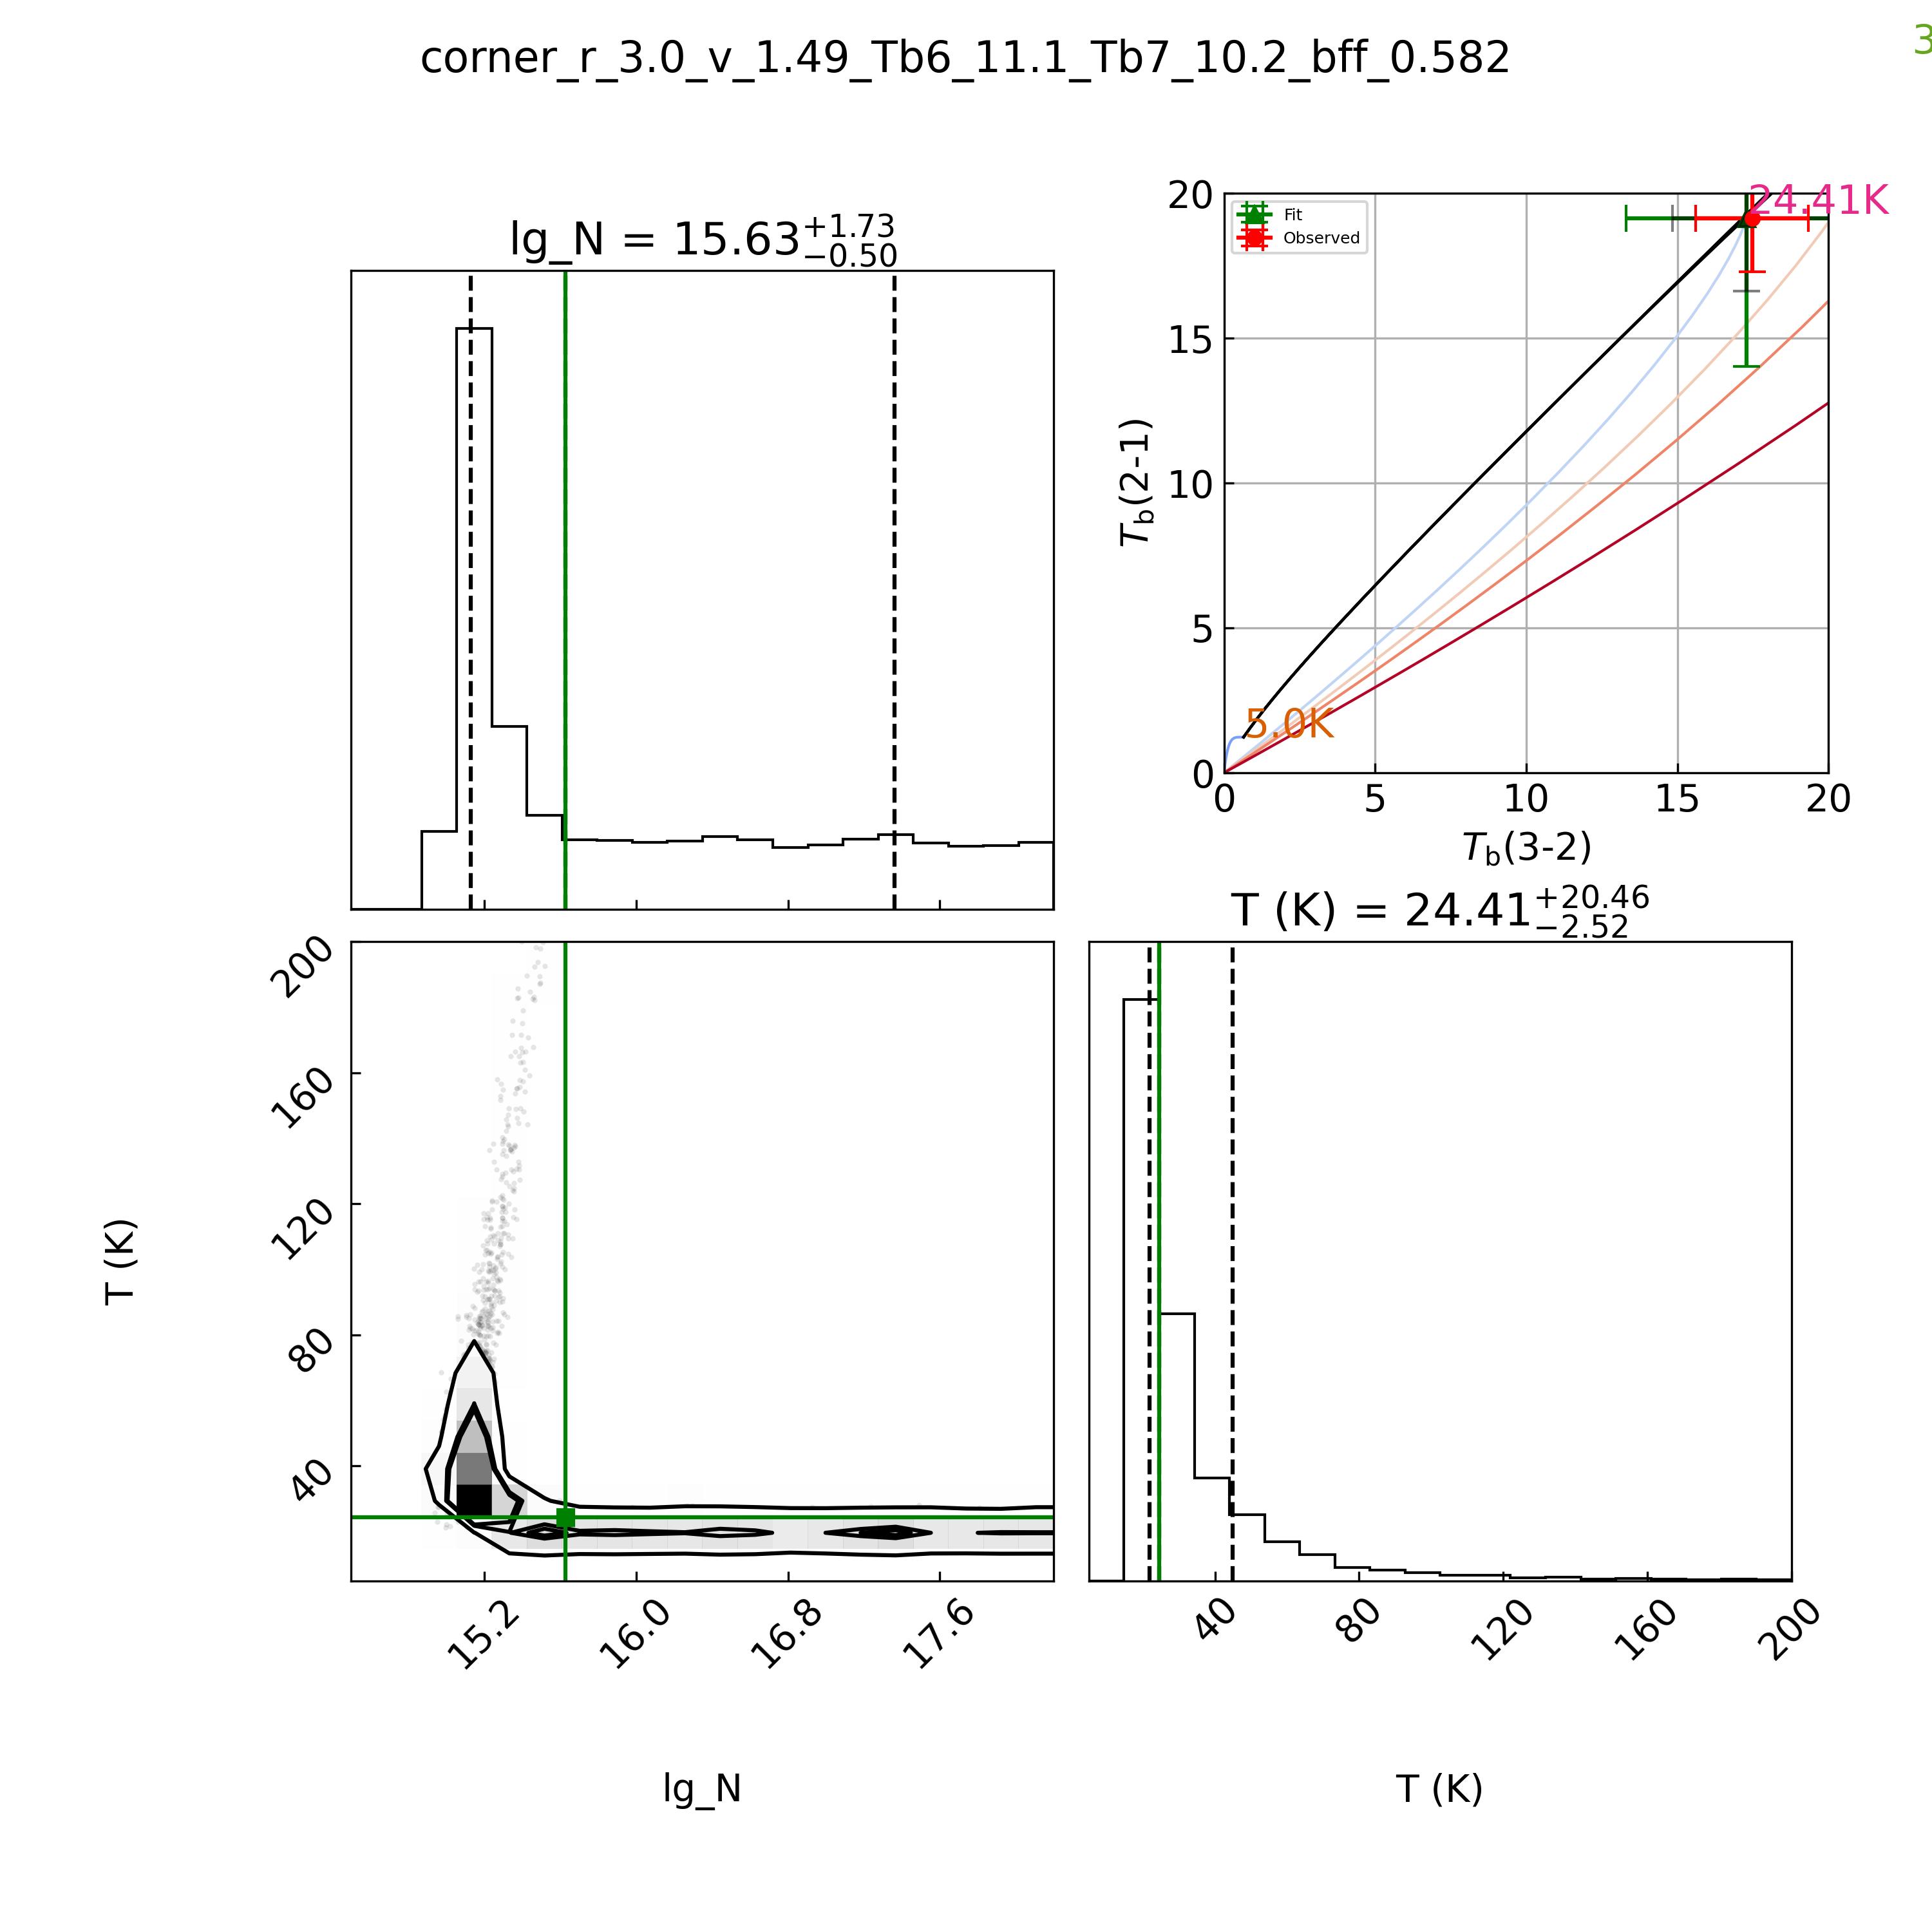 corner_r_3.0_v_1.49_Tb6_11.1_Tb7_10.2_bff_0.582
3
lg_N = 15.63+1.73−0.50
20
15
10
5
0
Tb(2-1)
Fit
Observed
24.41K
5.0K
0 5 10 15 20
Tb(3-2)
T (K) = 24.41+20.46−2.52
200
160
120
80
40
T (K)
15.2 16.0 16.8 17.6
lg_N
40 80 120 160 200
T (K)